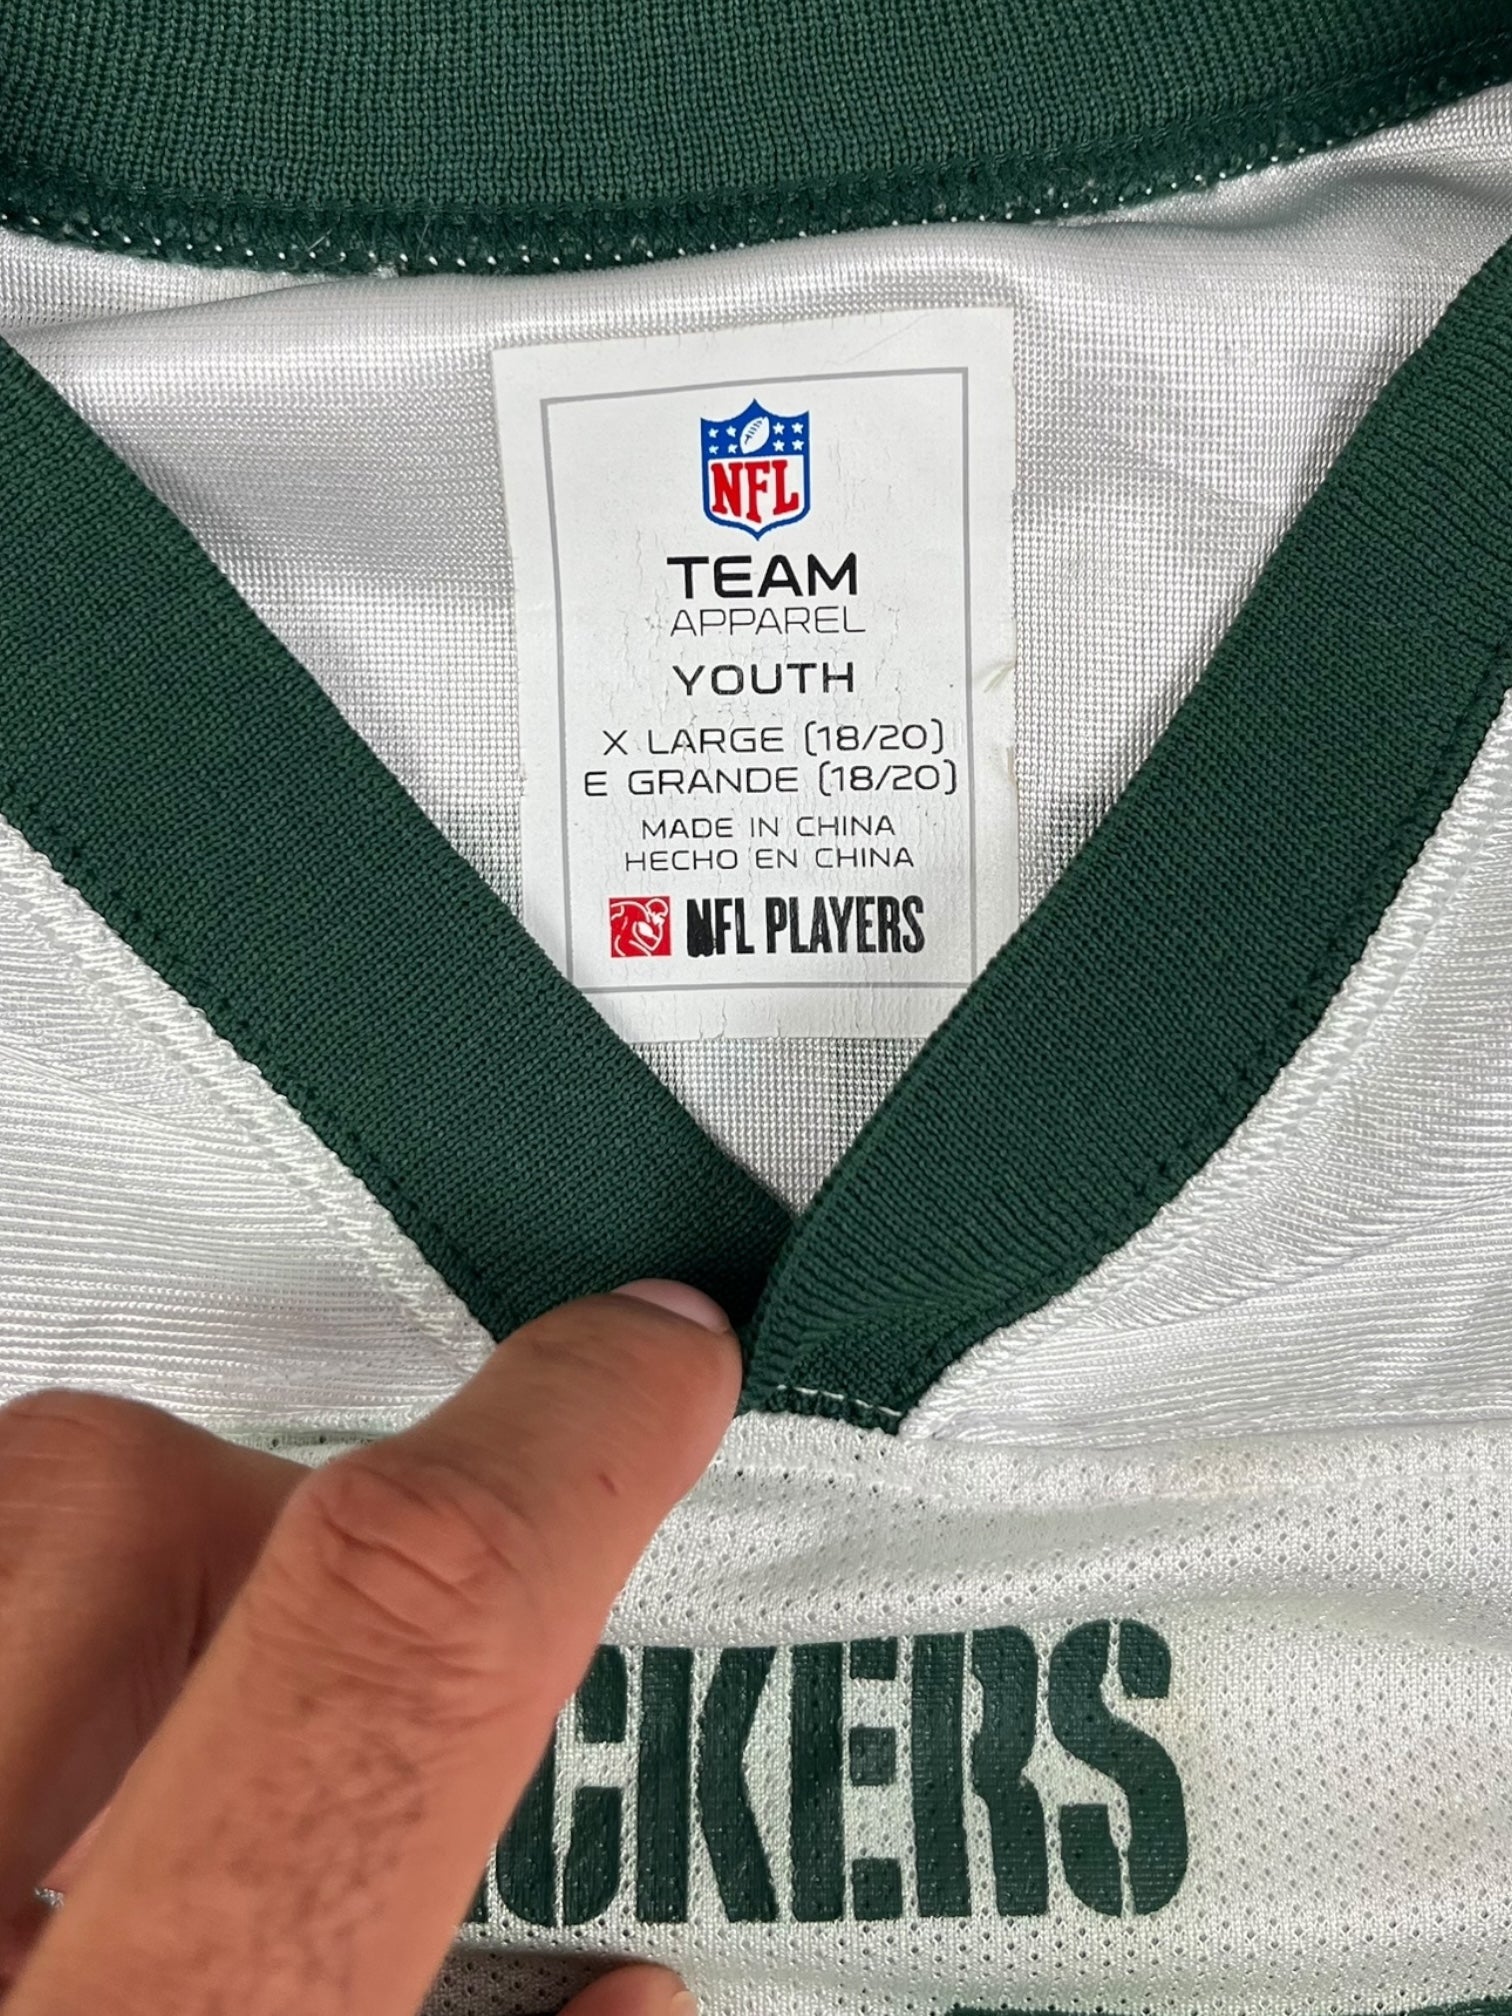 NFL
TEAM
APPAREL
YOUTH
X LARGE (18/20)
E GRANDE (18/20)
MADE IN CHINA
HECHO EN CHINA
NFL PLAYERS
CKERS